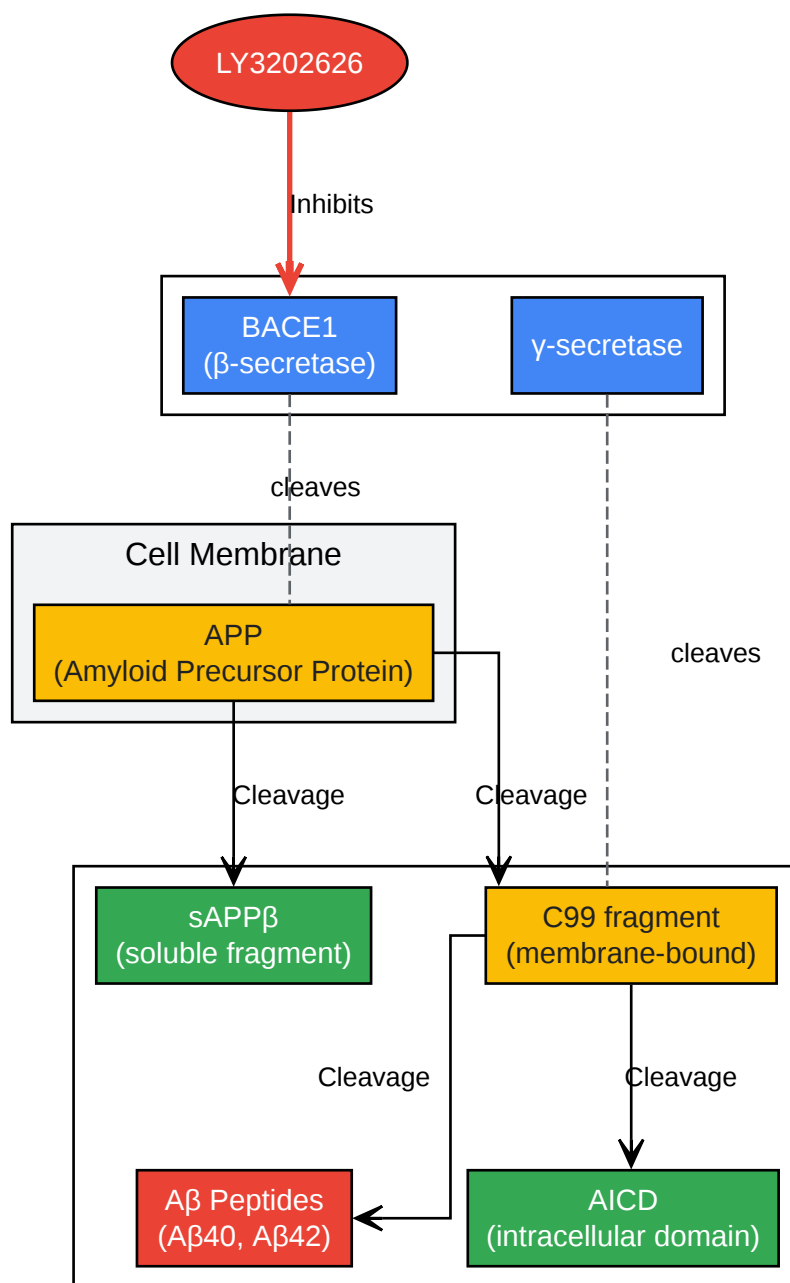 LY3202626
Inhibits
BACE1
(β-secretase)
γ-secretase
cleaves
Cell Membrane
APP
(Amyloid Precursor Protein)
cleaves
Cleavage
Cleavage
sAPPβ
(soluble fragment)
C99 fragment
(membrane-bound)
Cleavage
Cleavage
Aβ Peptides
(Aβ40, Aβ42)
AICD
(intracellular domain)